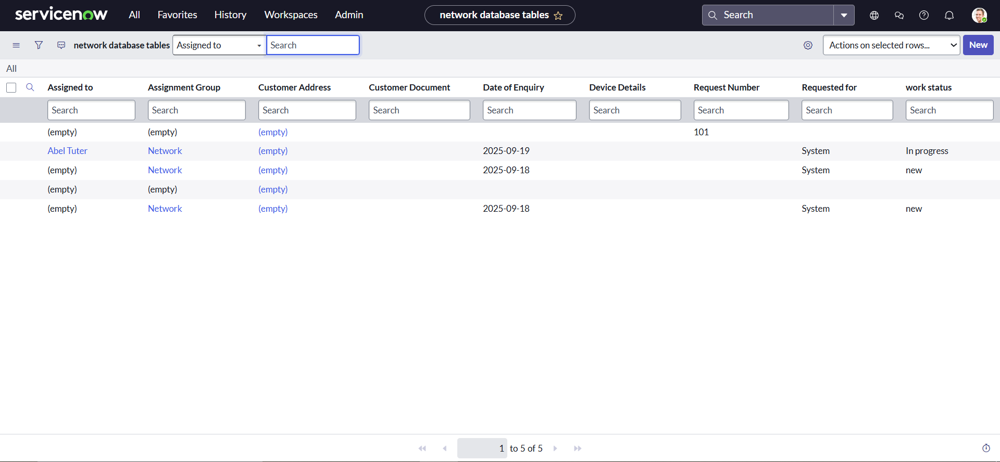 servicenow All Favorites History Workspaces Admin network database tables Search
network database tables Assigned to Search Actions on selected rows... New
All
Assigned to Assignment Group Customer Address Customer Document Date of Enquiry Device Details Request Number Requested for work status
Search Search Search Search Search Search Search Search Search
(empty) (empty) (empty) 101
Abel Tuter Network (empty) 2025-09-19 System In progress
(empty) Network (empty) 2025-09-18 System new
(empty) (empty) (empty)
(empty) Network (empty) 2025-09-18 System new
1 to 5 of 5